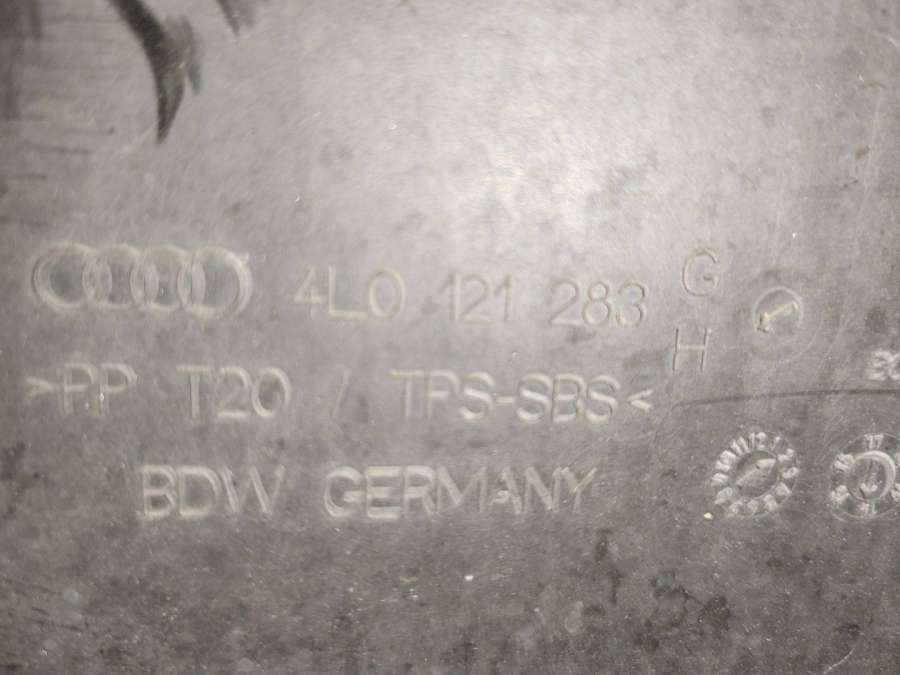 4L0 121 283 G
H
>PP T20 / TPS-SBS<
BDW GERMANY